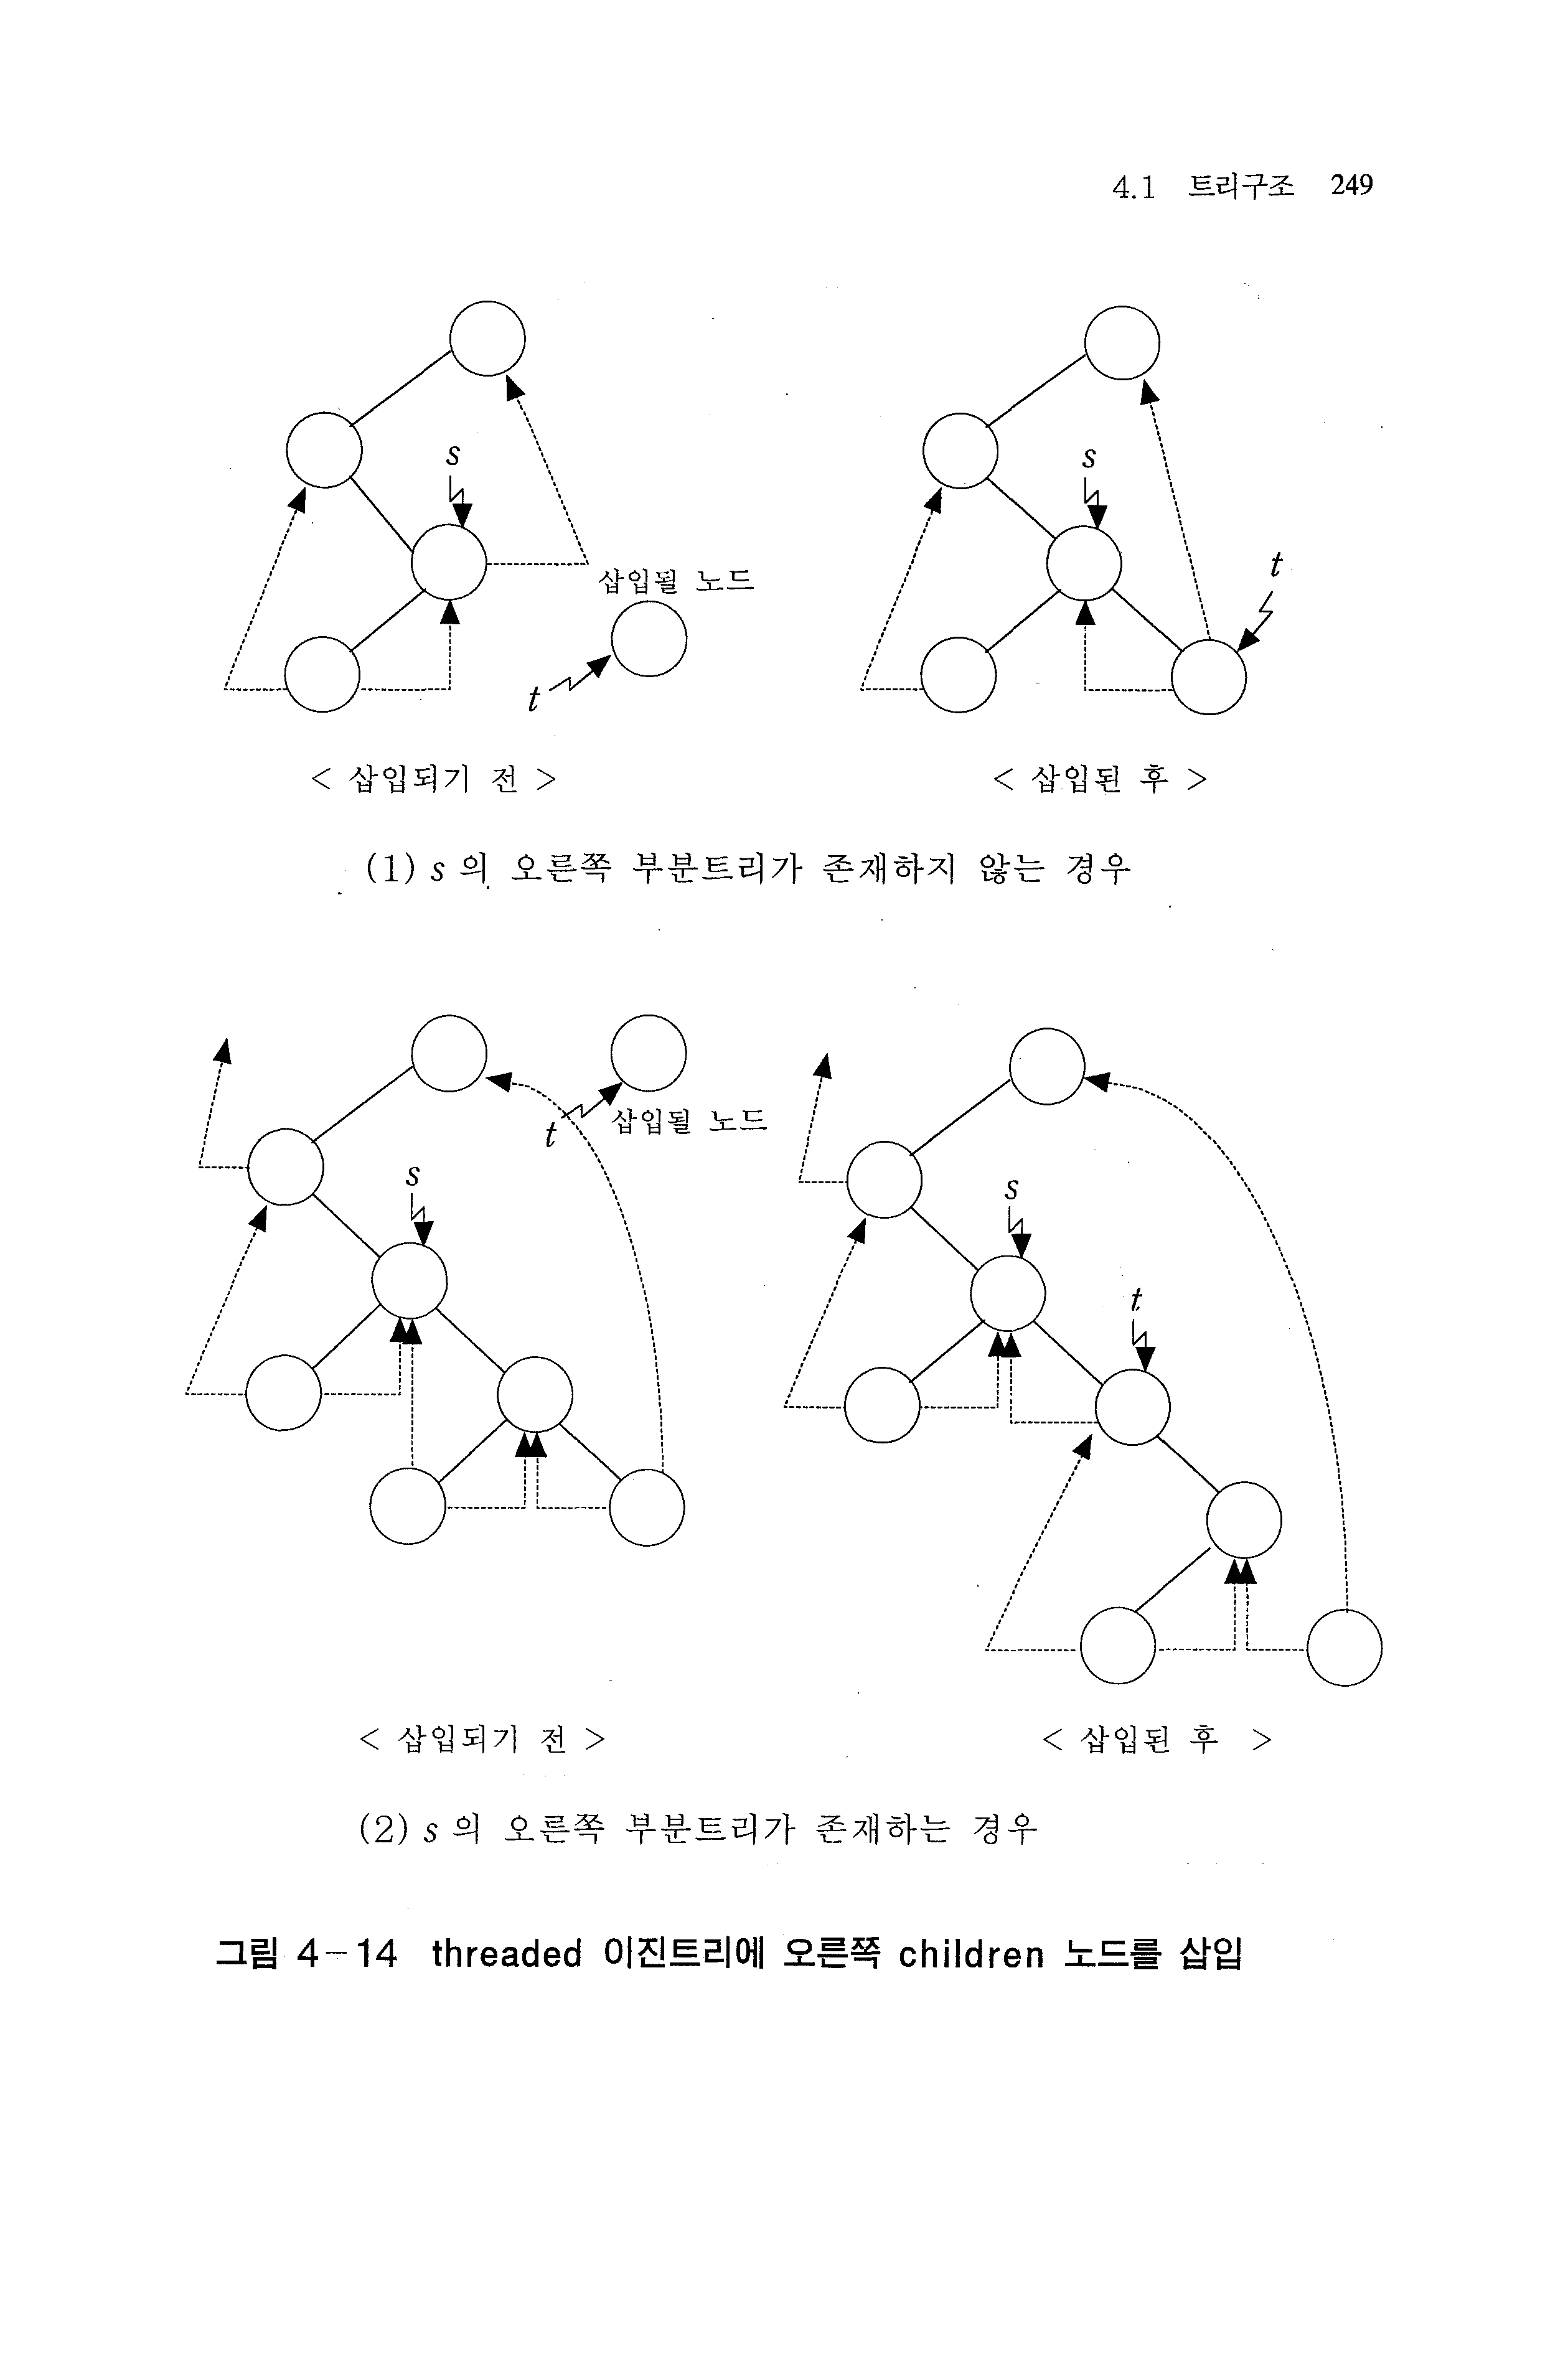 4.1 트리구조 249
s
삽입될 노드
t
s
t
< 삽입되기 전 >
< 삽입된 후 >
(1) s 의 오른쪽 부분트리가 존재하지 않는 경우
t
삽입될 노드
s
s
t
< 삽입되기 전 >
< 삽입된 후 >
(2) s 의 오른쪽 부분트리가 존재하는 경우
그림 4-14 threaded 이진트리에 오른쪽 children 노드를 삽입